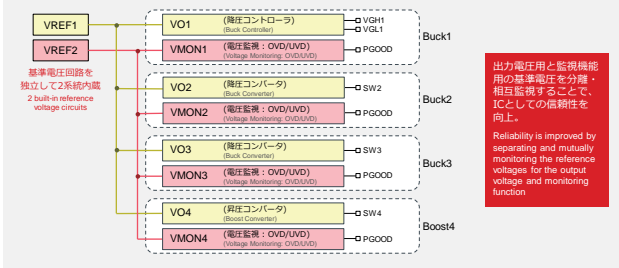 VREF1
VREF2
基準電圧回路を
独立して2系統内蔵
2 built-in reference
voltage circuits
VO1 (降圧コントローラ)
(Buck Controller)
VGH1
VGL1
VMON1 (電圧監視：OVD/UVD)
(Voltage Monitoring: OVD/UVD)
PGOOD
Buck1
VO2 (降圧コンバータ)
(Buck Converter)
SW2
VMON2 (電圧監視：OVD/UVD)
(Voltage Monitoring: OVD/UVD)
PGOOD
Buck2
VO3 (降圧コンバータ)
(Buck Converter)
SW3
VMON3 (電圧監視：OVD/UVD)
(Voltage Monitoring: OVD/UVD)
PGOOD
Buck3
VO4 (昇圧コンバータ)
(Boost Converter)
SW4
VMON4 (電圧監視：OVD/UVD)
(Voltage Monitoring: OVD/UVD)
PGOOD
Boost4
出力電圧用と監視機能
用の基準電圧を分離・
相互監視することで、
ICとしての信頼性を
向上。
Reliability is improved by
separating and mutually
monitoring the reference
voltages for the output
voltage and monitoring
function